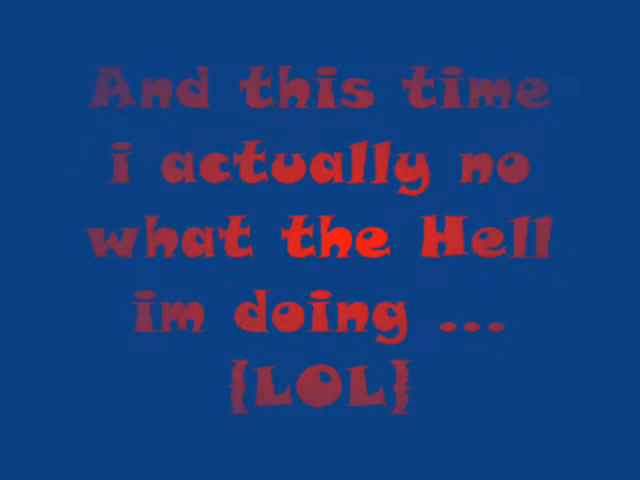 And this time
i actually no
what the Hell
im doing ...
{LOL}